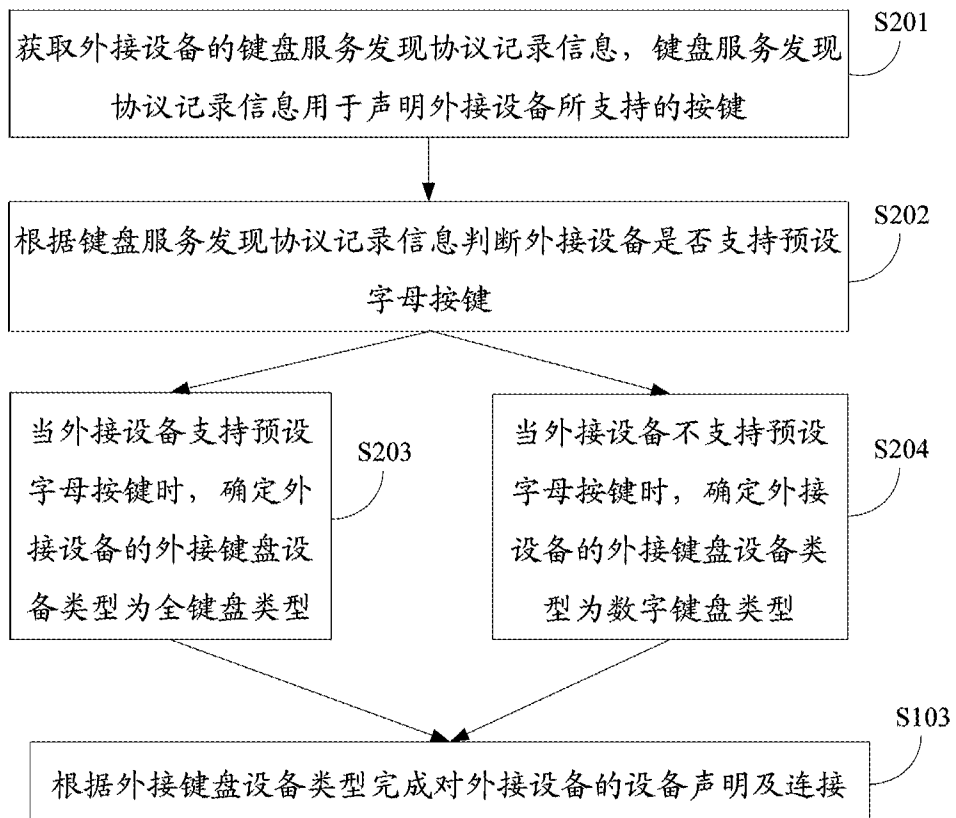 S201
获取外接设备的键盘服务发现协议记录信息，键盘服务发现
协议记录信息用于声明外接设备所支持的按键
S202
根据键盘服务发现协议记录信息判断外接设备是否支持预设
字母按键
S203
当外接设备支持预设
字母按键时，确定外
接设备的外接键盘设
备类型为全键盘类型
S204
当外接设备不支持预设
字母按键时，确定外接
设备的外接键盘设备类
型为数字键盘类型
S103
根据外接键盘设备类型完成对外接设备的设备声明及连接